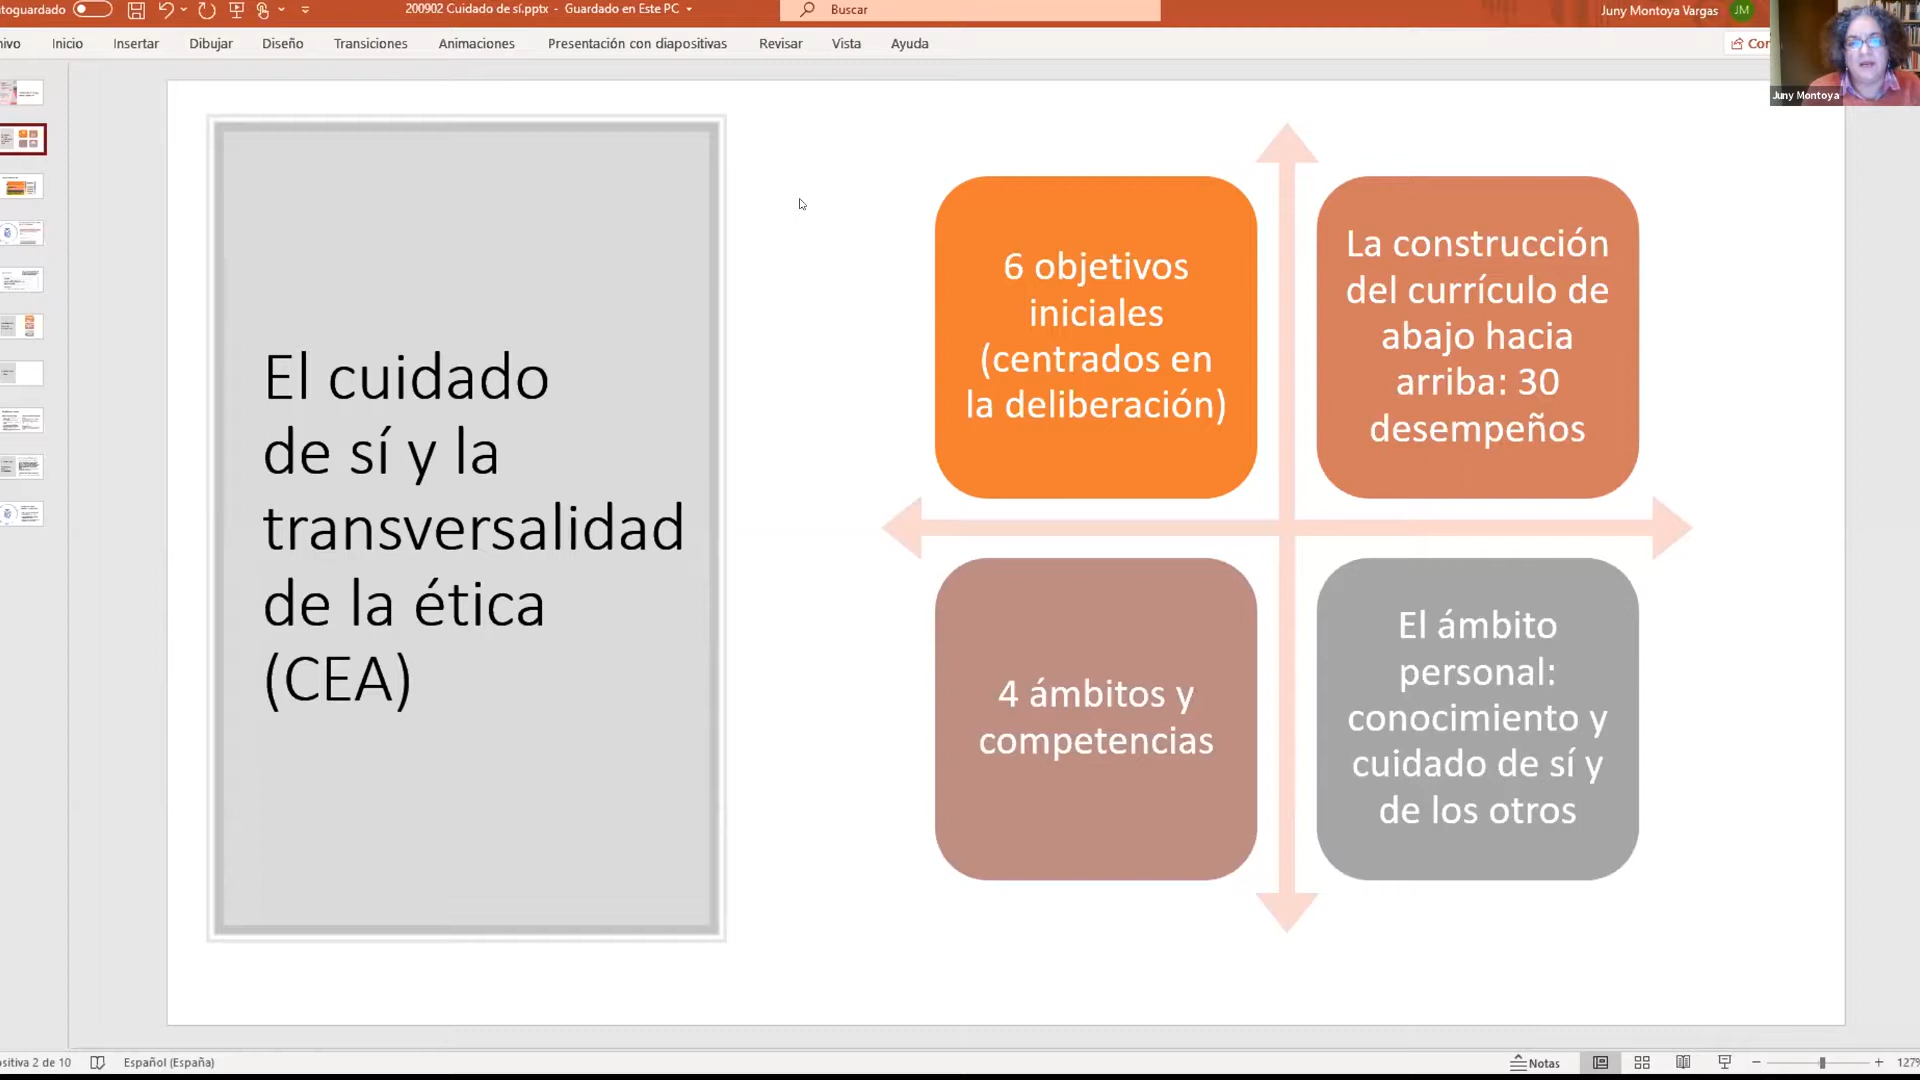 toguardado
200902 Cuidado de sí.pptx - Guardado en Este PC
Buscar
Juny Montoya Vargas
JM
ivo
Inicio
Insertar
Dibujar
Diseño
Transiciones
Animaciones
Presentación con diapositivas
Revisar
Vista
Ayuda
Cor
Juny Montoya
El cuidado
de sí y la
transversalidad
de la ética
(CEA)
6 objetivos
iniciales
(centrados en
la deliberación)
La construcción
del currículo de
abajo hacia
arriba: 30
desempeños
4 ámbitos y
competencias
El ámbito
personal:
conocimiento y
cuidado de sí y
de los otros
ositiva 2 de 10
Español (España)
Notas
127%